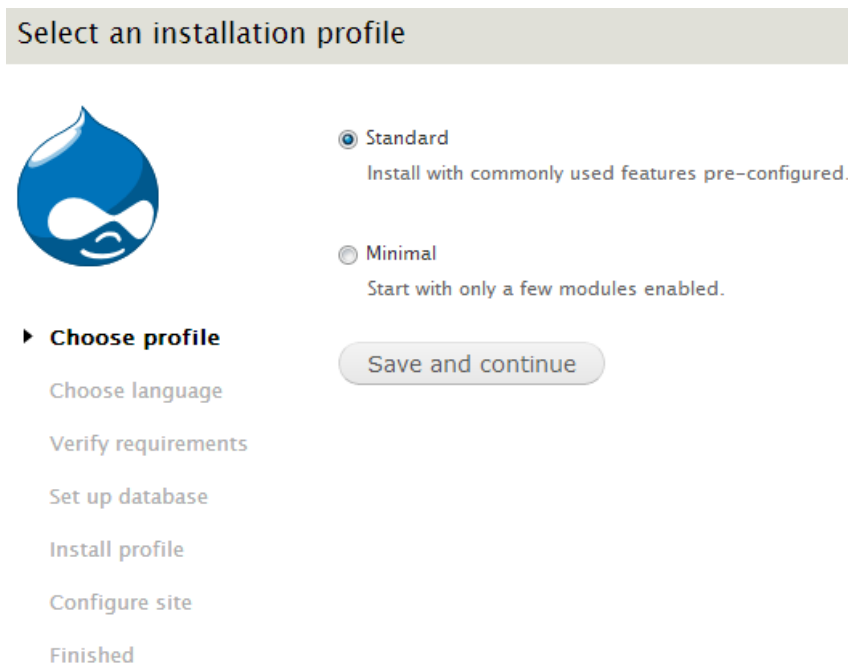 Select an installation profile
Standard
Install with commonly used features pre-configured.
Minimal
Start with only a few modules enabled.
Save and continue
Choose profile
Choose language
Verify requirements
Set up database
Install profile
Configure site
Finished